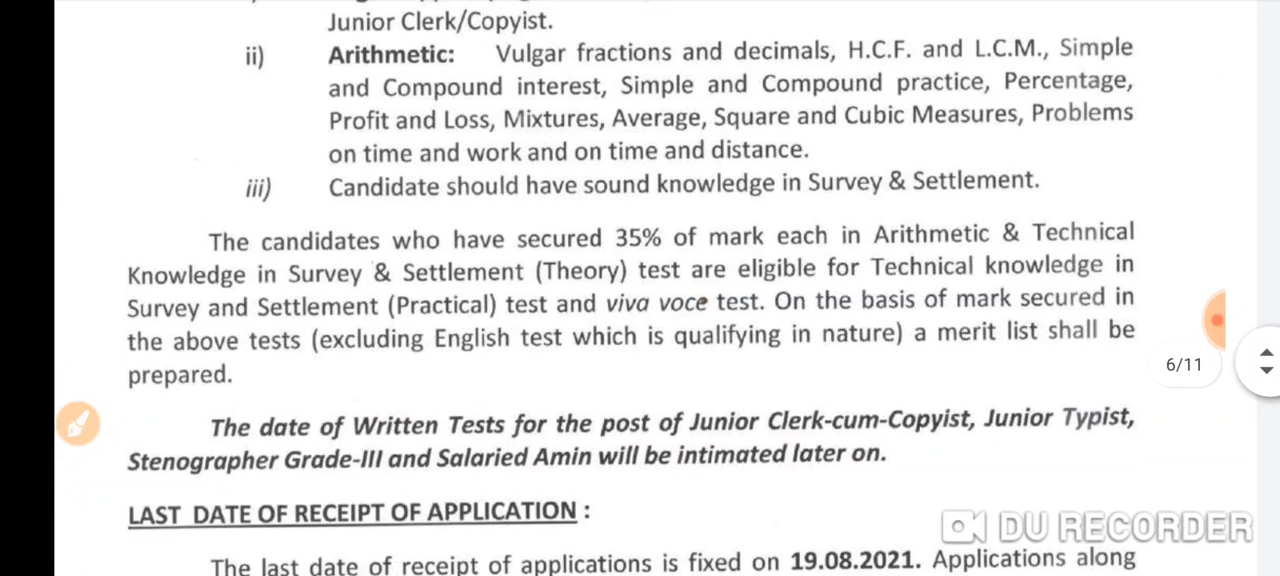 Junior Clerk/Copyist.
ii) Arithmetic: Vulgar fractions and decimals, H.C.F. and L.C.M., Simple
and Compound interest, Simple and Compound practice, Percentage,
Profit and Loss, Mixtures, Average, Square and Cubic Measures, Problems
on time and work and on time and distance.
iii) Candidate should have sound knowledge in Survey & Settlement.
The candidates who have secured 35% of mark each in Arithmetic & Technical
Knowledge in Survey & Settlement (Theory) test are eligible for Technical knowledge in
Survey and Settlement (Practical) test and viva voce test. On the basis of mark secured in
the above tests (excluding English test which is qualifying in nature) a merit list shall be
prepared.
6/11
The date of Written Tests for the post of Junior Clerk-cum-Copyist, Junior Typist,
Stenographer Grade-III and Salaried Amin will be intimated later on.
LAST DATE OF RECEIPT OF APPLICATION :
DU RECORDER
The last date of receipt of applications is fixed on 19.08.2021. Applications along